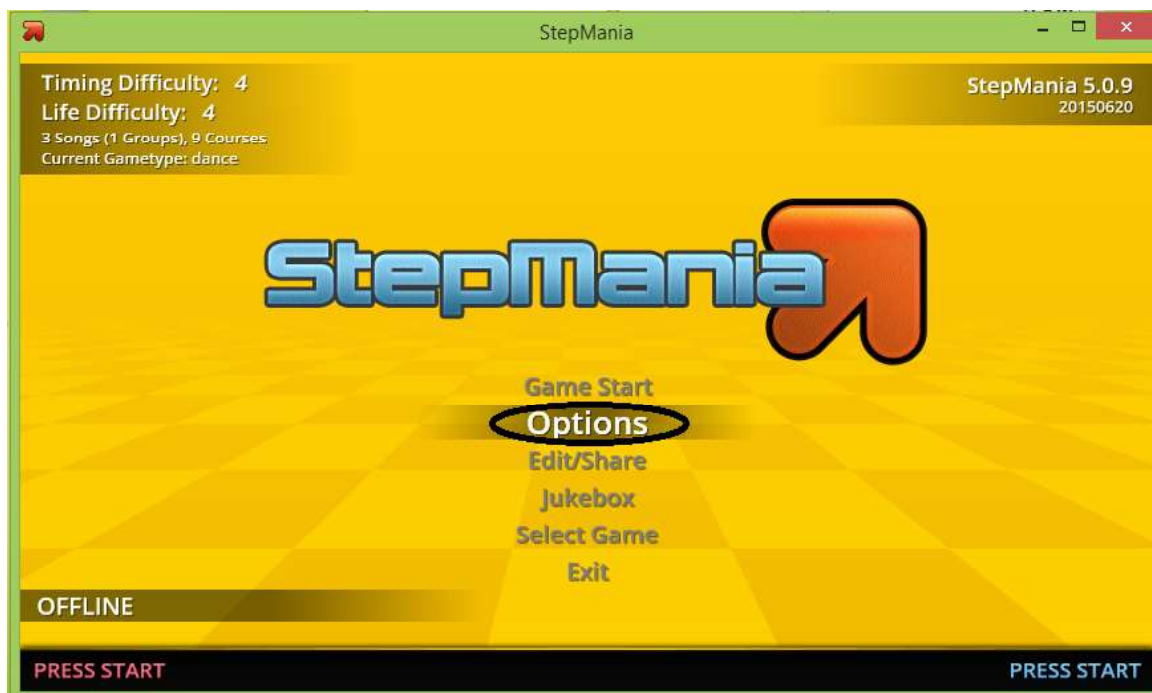 StepMania
Timing Difficulty: 4
Life Difficulty: 4
3 Songs (1 Groups), 9 Courses
Current Gametype: dance
StepMania 5.0.9
20150620
StepMania
Game Start
Options
Edit/Share
Jukebox
Select Game
Exit
OFFLINE
PRESS START
PRESS START